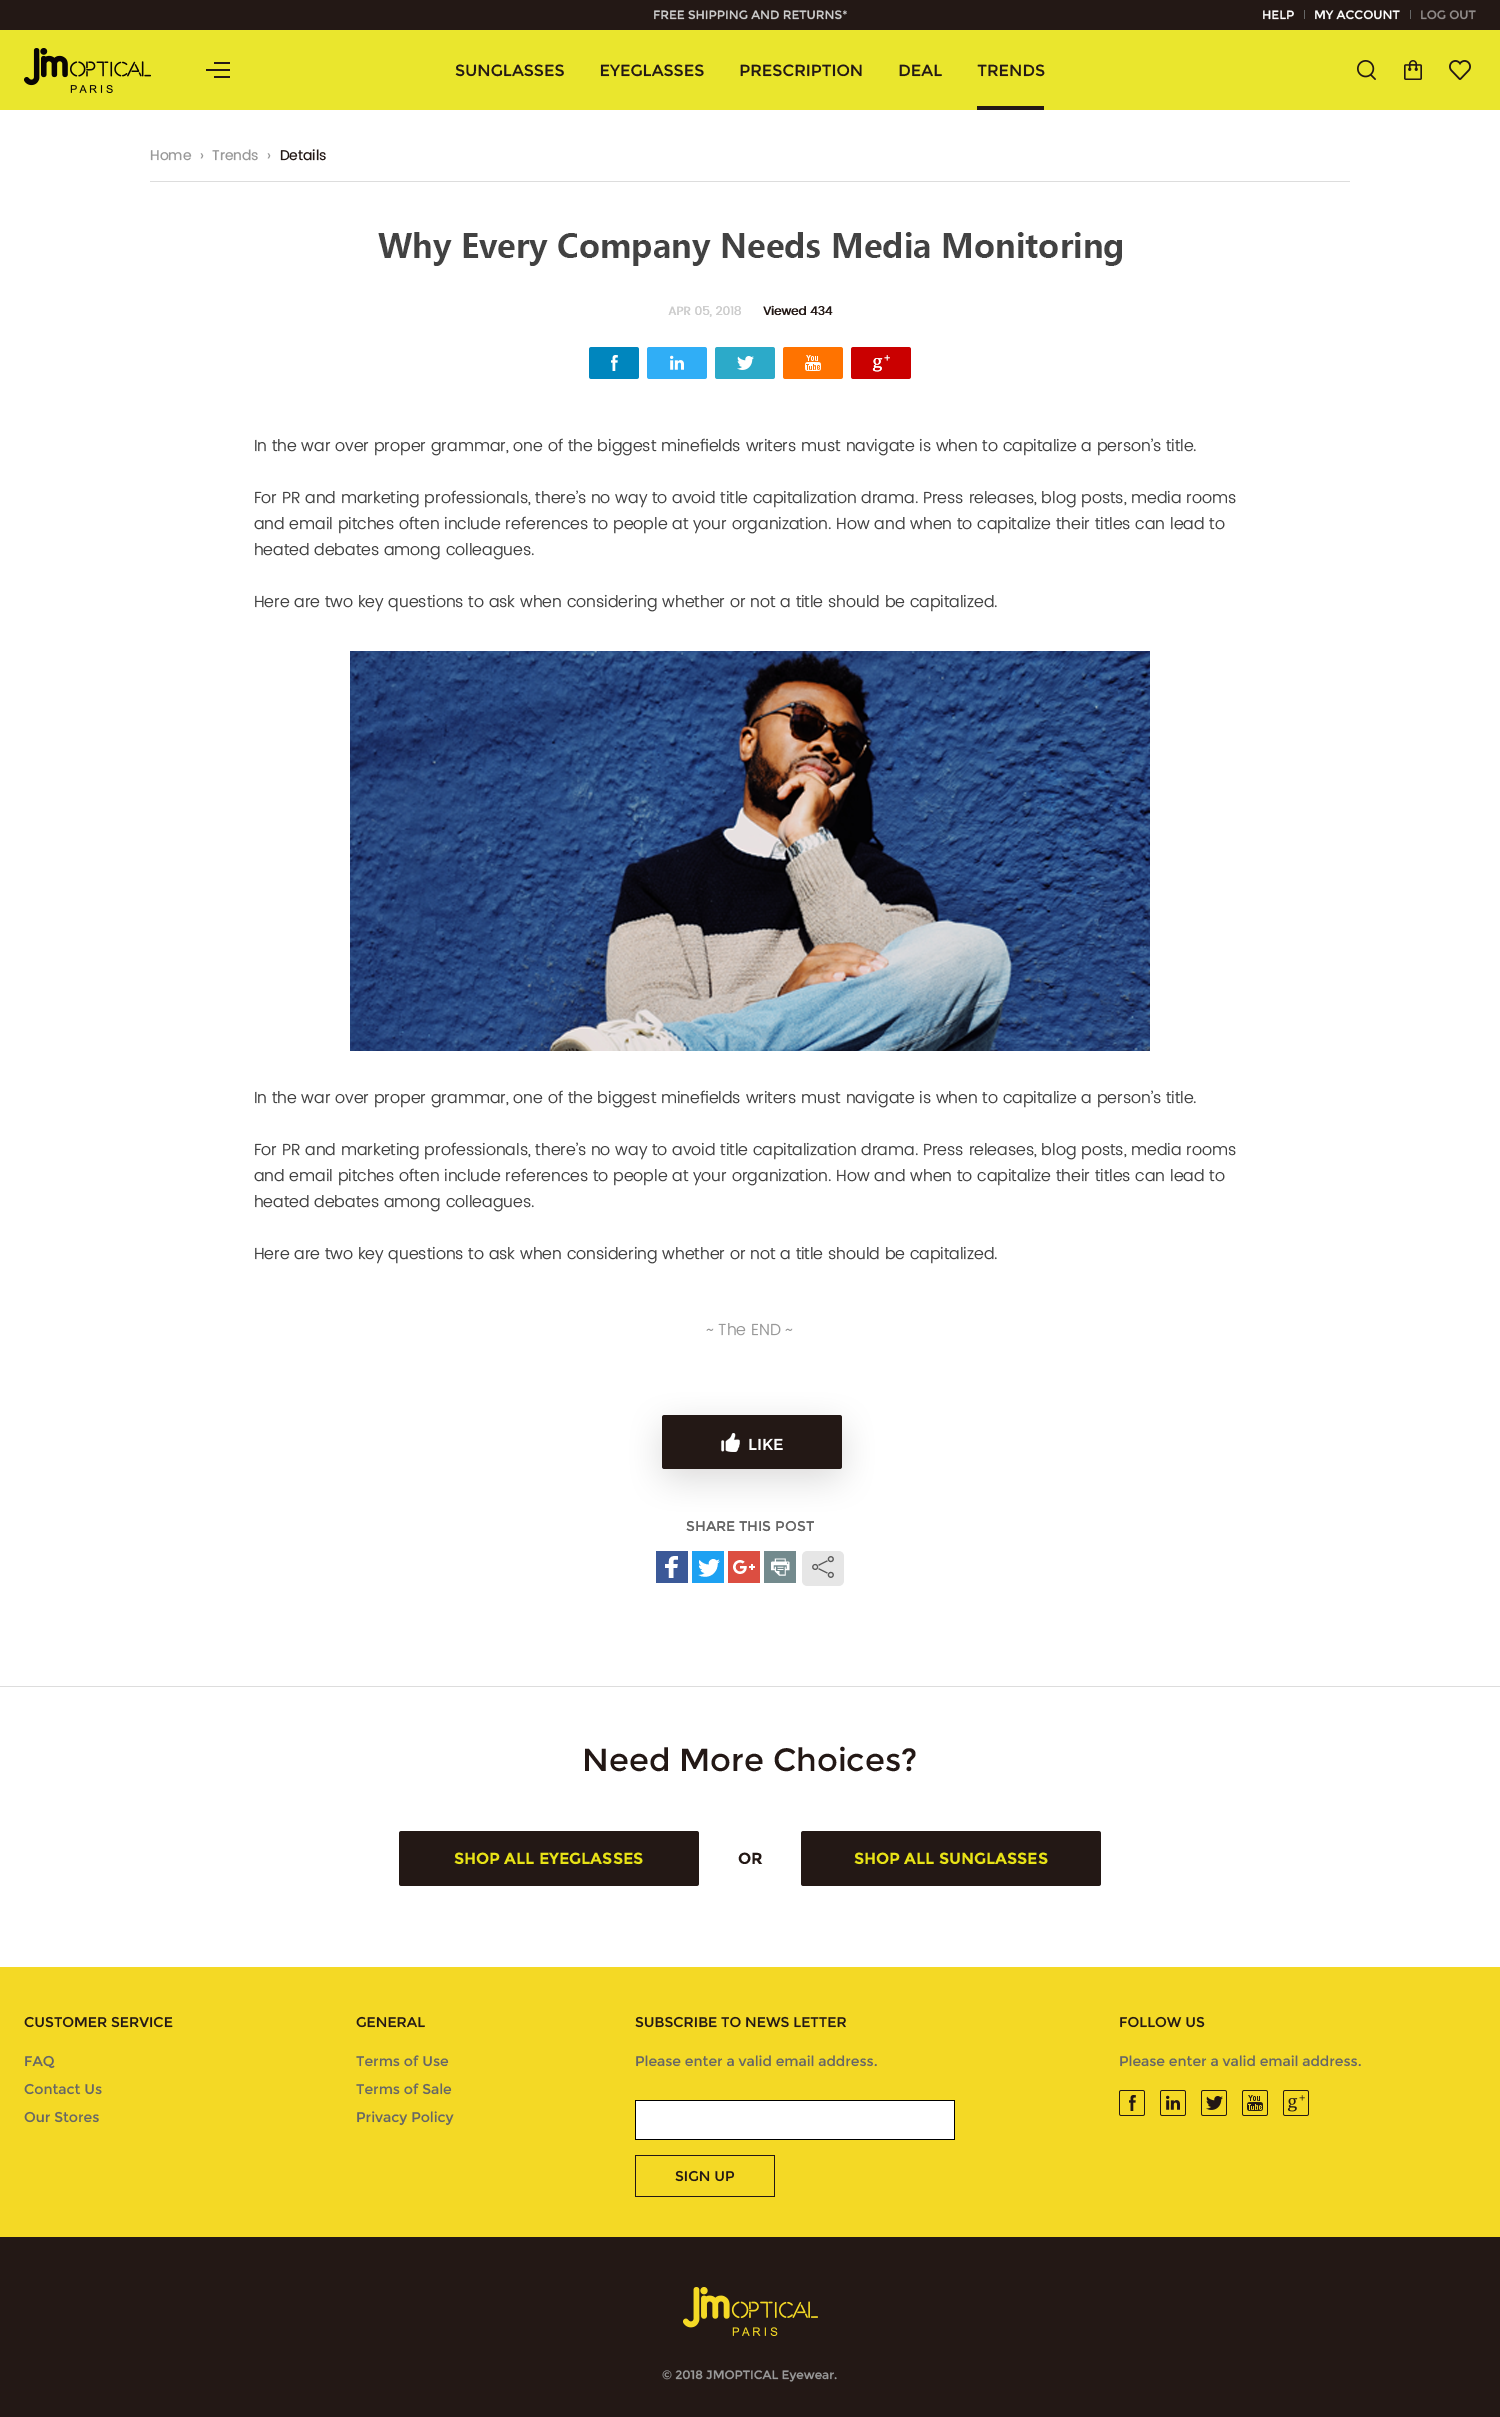 FREE SHIPPING AND RETURNS*
HELP
MY ACCOUNT
LOG OUT
JmOPTICAL
PARIS
SUNGLASSES
EYEGLASSES
PRESCRIPTION
DEAL
TRENDS
Home › Trends › Details
Why Every Company Needs Media Monitoring
APR 05, 2018 Viewed 434
f
in
You Tube
g+
In the war over proper grammar, one of the biggest minefields writers must navigate is when to capitalize a person's title.
For PR and marketing professionals, there's no way to avoid title capitalization drama. Press releases, blog posts, media rooms
and email pitches often include references to people at your organization. How and when to capitalize their titles can lead to
heated debates among colleagues.
Here are two key questions to ask when considering whether or not a title should be capitalized.
In the war over proper grammar, one of the biggest minefields writers must navigate is when to capitalize a person's title.
For PR and marketing professionals, there's no way to avoid title capitalization drama. Press releases, blog posts, media rooms
and email pitches often include references to people at your organization. How and when to capitalize their titles can lead to
heated debates among colleagues.
Here are two key questions to ask when considering whether or not a title should be capitalized.
~ The END ~
LIKE
SHARE THIS POST
f
G+
Need More Choices?
SHOP ALL EYEGLASSES
OR
SHOP ALL SUNGLASSES
CUSTOMER SERVICE
FAQ
Contact Us
Our Stores
GENERAL
Terms of Use
Terms of Sale
Privacy Policy
SUBSCRIBE TO NEWS LETTER
Please enter a valid email address.
SIGN UP
FOLLOW US
Please enter a valid email address.
f
in
You Tube
g+
JmOPTICAL
PARIS
© 2018 JMOPTICAL Eyewear.